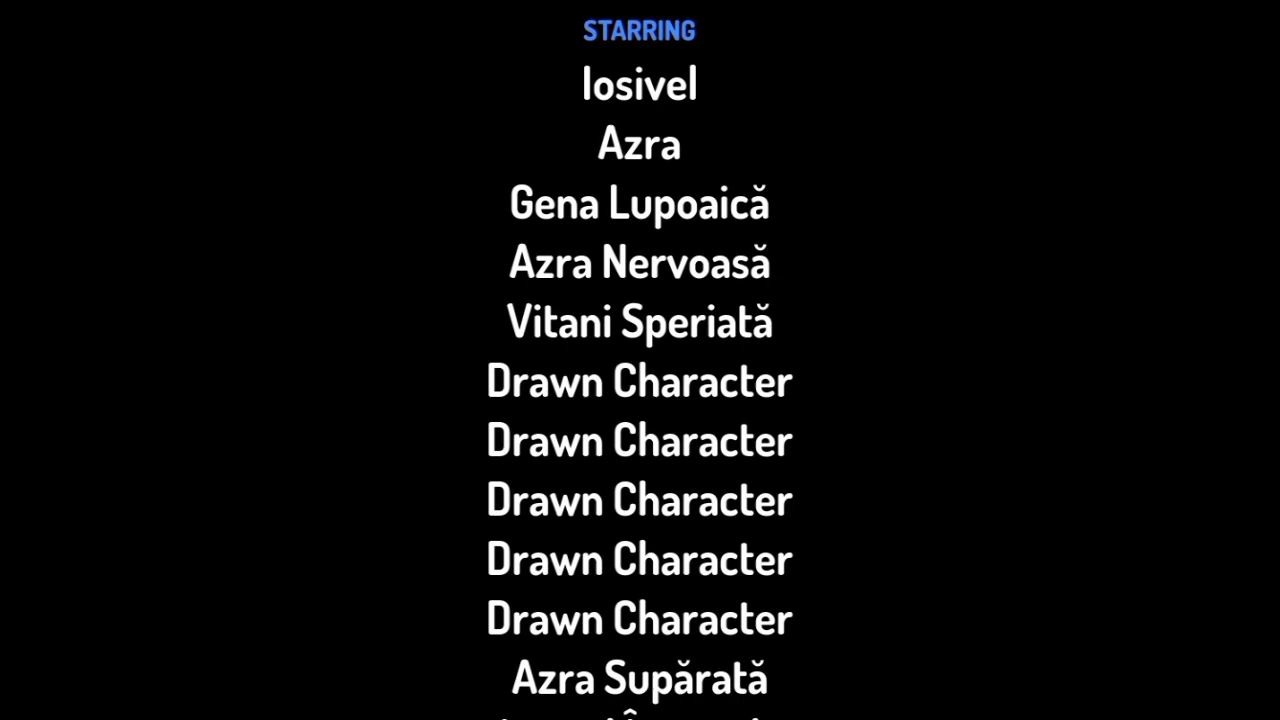 STARRING
Iosivel
Azra
Gena Lupoaică
Azra Nervoasă
Vitani Speriată
Drawn Character
Drawn Character
Drawn Character
Drawn Character
Drawn Character
Azra Supărată